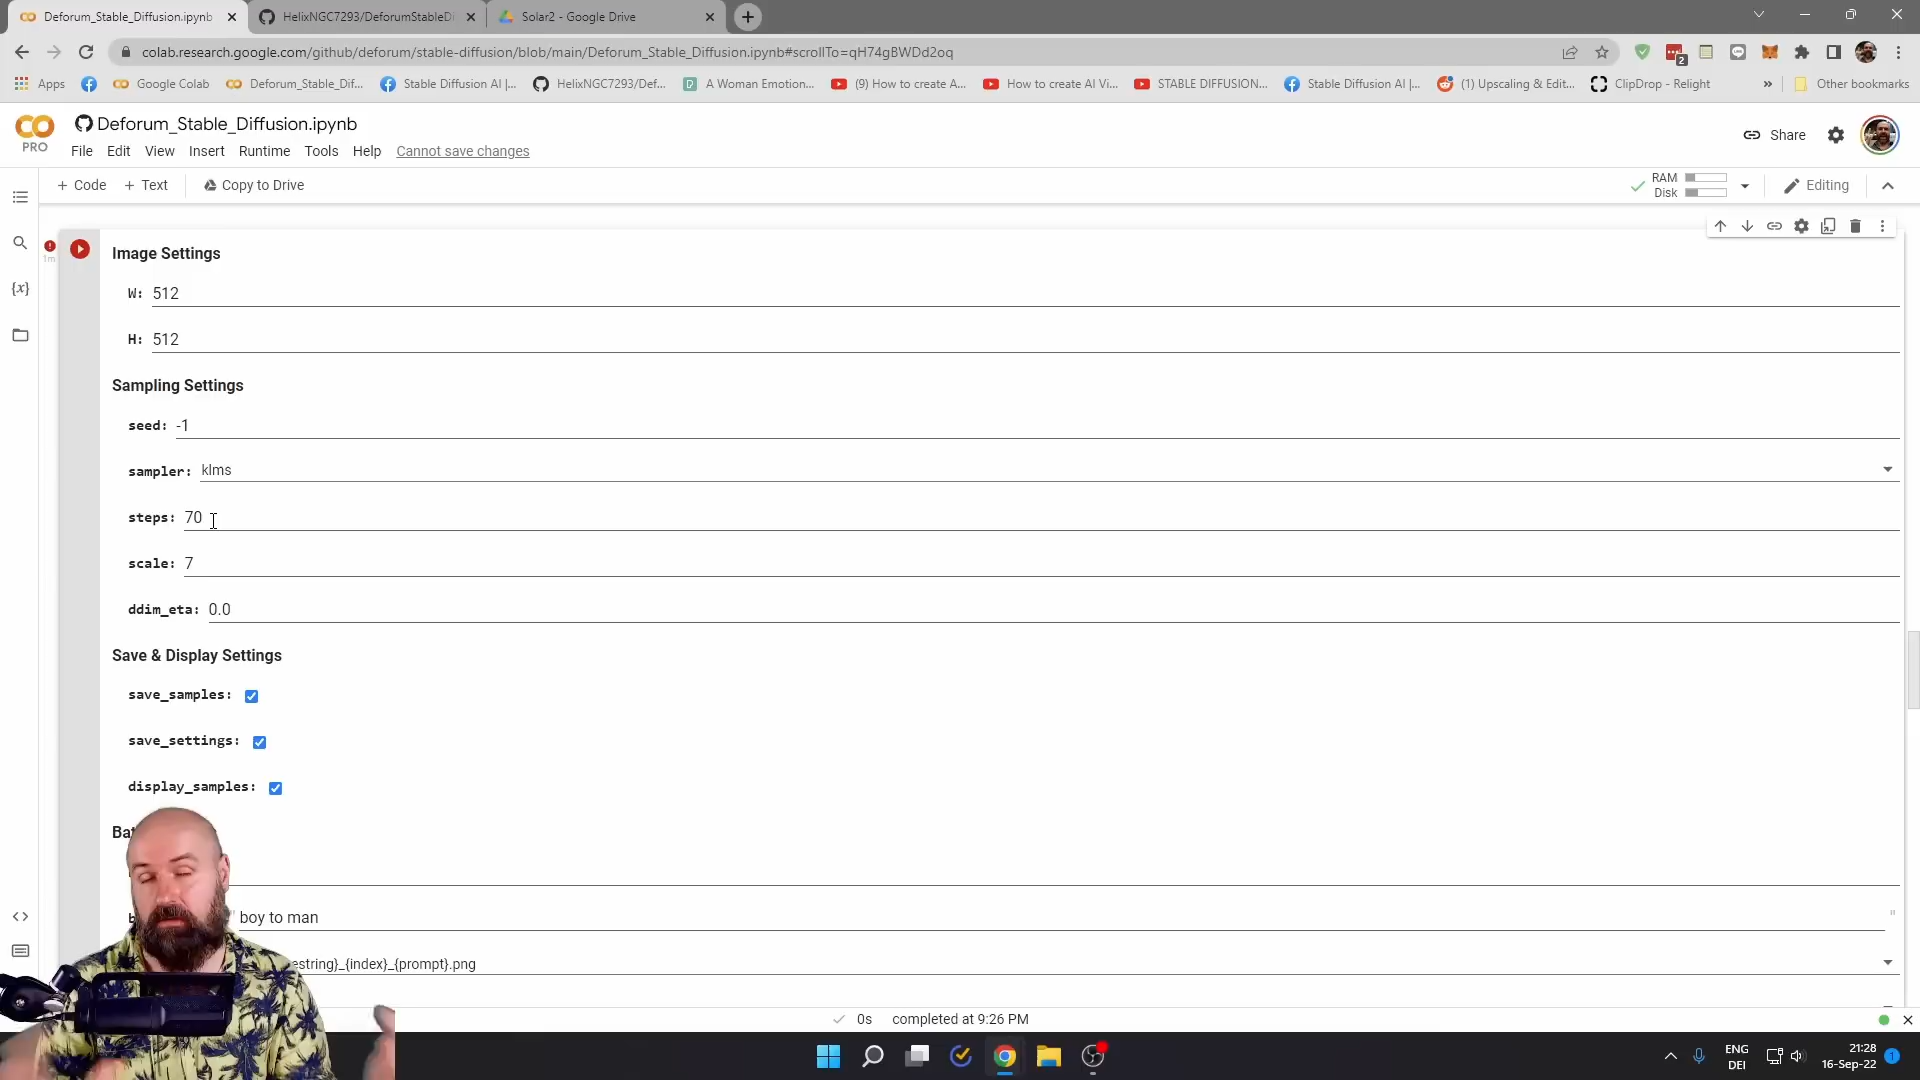 Deforum_Stable_Diffusion.ipynb
HelixNGC7293/DeforumStableDi
Solar2 - Google Drive
colab.research.google.com/github/deforum/stable-diffusion/blob/main/Deforum_Stable_Diffusion.ipynb#scrollTo=qH74gBWDd2oq
2
Apps
Google Colab
Deforum_Stable_Dif...
Stable Diffusion AI |...
HelixNGC7293/Def...
A Woman Emotion...
(9) How to create A...
How to create AI Vi...
STABLE DIFFUSION...
Stable Diffusion AI |...
(1) Upscaling & Edit...
ClipDrop - Relight
»
Other bookmarks
CO
PRO
Deforum_Stable_Diffusion.ipynb
File Edit View Insert Runtime Tools Help Cannot save changes
Share
+ Code + Text Copy to Drive
RAM
Disk
Editing
{x}
1m
Image Settings
W: 512
H: 512
Sampling Settings
seed: -1
sampler: klms
steps: 70
scale: 7
ddim_eta: 0.0
Save & Display Settings
save_samples:
save_settings:
display_samples:
Bat
b " boy to man "
estring}_{index}_{prompt}.png
<>
0s completed at 9:26 PM
ENG
DEI
21:28
16-Sep-22
1